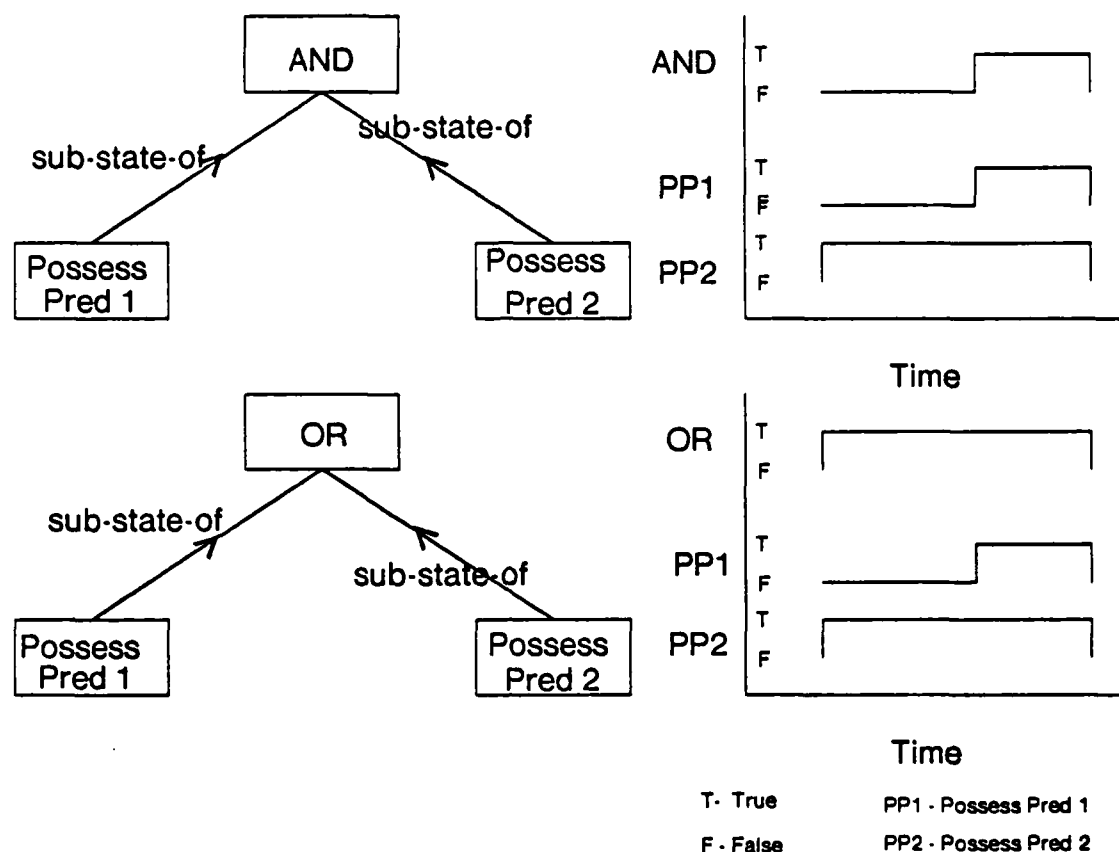 AND
sub-state-of
sub-state-of
Possess
Pred 1
Possess
Pred 2
AND
T
F
PP1
T
F
PP2
T
F
Time
OR
sub-state-of
sub-state-of
Possess
Pred 1
Possess
Pred 2
OR
T
F
PP1
T
F
PP2
T
F
Time
T- True
PP1 - Possess Pred 1
F - False
PP2 - Possess Pred 2